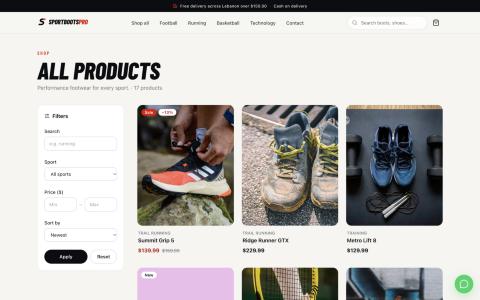 Free delivery across Lebanon over $150.00 Cash on delivery
SPORTBOOTSPRO
Shop all Football Running Basketball Technology Contact
Search boots, shoes...
SHOP
ALL PRODUCTS
Performance footwear for every sport. · 17 products
Filters
Search
e.g. running
Sport
All sports
Price ($)
Min – Max
Sort by
Newest
Apply Reset
Sale -13%
TRAIL RUNNING
Summit Grip 5
$139.99 $159.99
TRAIL RUNNING
Ridge Runner GTX
$229.99
TRAINING
Metro Lift 8
$129.99
New